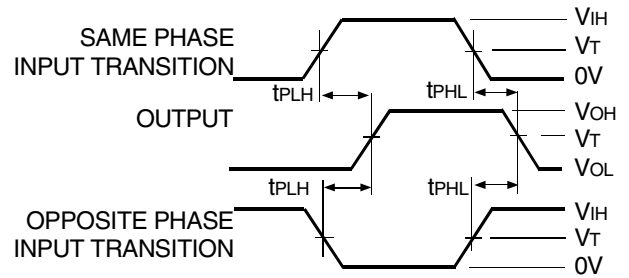 SAME PHASE
INPUT TRANSITION
VIH
VT
0V
tPLH
tPHL
OUTPUT
VOH
VT
VOL
tPLH
tPHL
OPPOSITE PHASE
INPUT TRANSITION
VIH
VT
0V